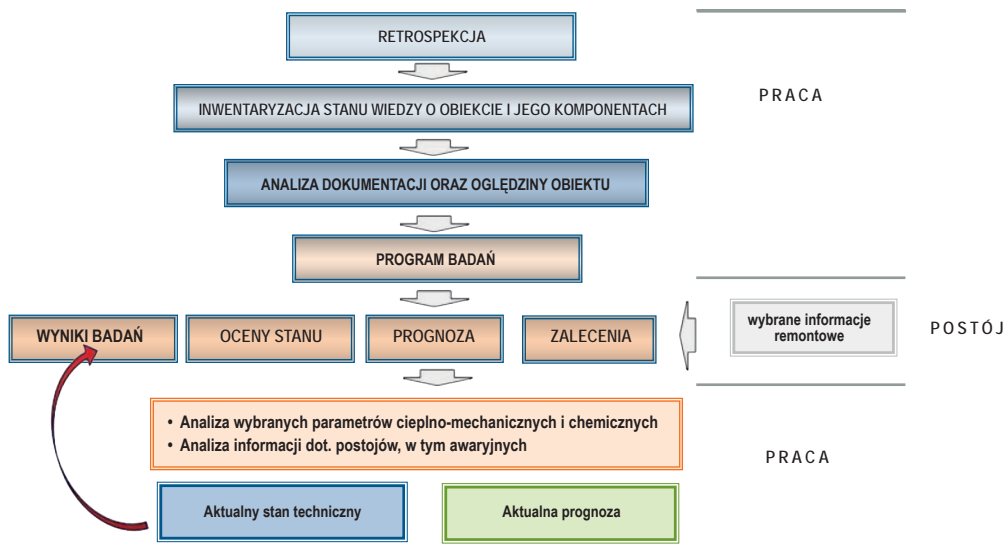 RETROSPEKCJA
PRACA
INWENTARYZACJA STANU WIEDZY O OBIEKCIE I JEGO KOMPONENTACH
ANALIZA DOKUMENTACJI ORAZ OGLĘDZINY OBIEKTU
PROGRAM BADAŃ
WYNIKI BADAŃ
OCENY STANU
PROGNOZA
ZALECENIA
wybrane informacje
remontowe
POSTÓJ
• Analiza wybranych parametrów cieplno-mechanicznych i chemicznych
• Analiza informacji dot. postojów, w tym awaryjnych
PRACA
Aktualny stan techniczny
Aktualna prognoza